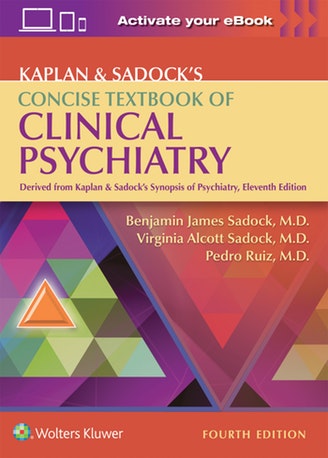 Activate your eBook
KAPLAN & SADOCK'S
CONCISE TEXTBOOK OF
CLINICAL
PSYCHIATRY
Derived from Kaplan & Sadock's Synopsis of Psychiatry, Eleventh Edition
Benjamin James Sadock, M.D.
Virginia Alcott Sadock, M.D.
Pedro Ruiz, M.D.
Wolters Kluwer
FOURTH EDITION